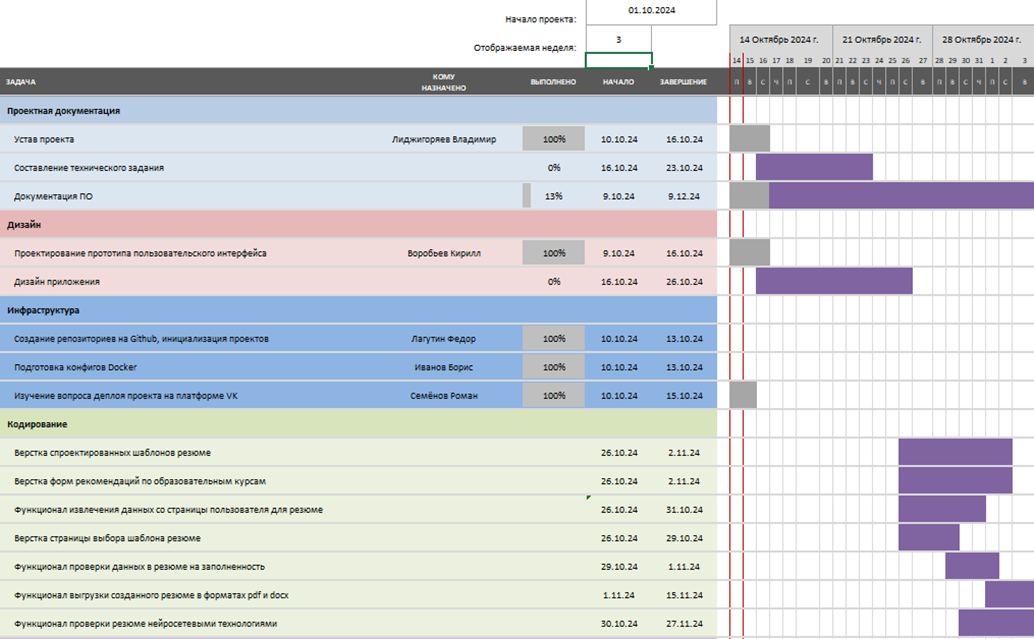 Начало проекта: 01.10.2024
Отображаемая неделя: 3
14 Октябрь 2024 г. 21 Октябрь 2024 г. 28 Октябрь 2024 г.
14 15 16 17 18 19 20 21 22 23 24 25 26 27 28 29 30 31 1 2 3
ЗАДАЧА КОМУ НАЗНАЧЕНО ВЫПОЛНЕНО НАЧАЛО ЗАВЕРШЕНИЕ П В С Ч П С В П В С Ч П С В П В С Ч П С В
Проектная документация
Устав проекта Лиджигоряев Владимир 100% 10.10.24 16.10.24
Составление технического задания 0% 16.10.24 23.10.24
Документация ПО 13% 9.10.24 9.12.24
Дизайн
Проектирование прототипа пользовательского интерфейса Воробьев Кирилл 100% 9.10.24 16.10.24
Дизайн приложения 0% 16.10.24 26.10.24
Инфраструктура
Создание репозиториев на Github, инициализация проектов Лагутин Федор 100% 10.10.24 13.10.24
Подготовка конфигов Docker Иванов Борис 100% 10.10.24 13.10.24
Изучение вопроса деплоя проекта на платформе VK Семёнов Роман 100% 10.10.24 15.10.24
Кодирование
Верстка спроектированных шаблонов резюме 26.10.24 2.11.24
Верстка форм рекомендаций по образовательным курсам 26.10.24 2.11.24
Функционал извлечения данных со страницы пользователя для резюме 26.10.24 31.10.24
Верстка страницы выбора шаблона резюме 26.10.24 29.10.24
Функционал проверки данных в резюме на заполненность 29.10.24 1.11.24
Функционал выгрузки созданного резюме в форматах pdf и docx 1.11.24 15.11.24
Функционал проверки резюме нейросетевыми технологиями 30.10.24 27.11.24